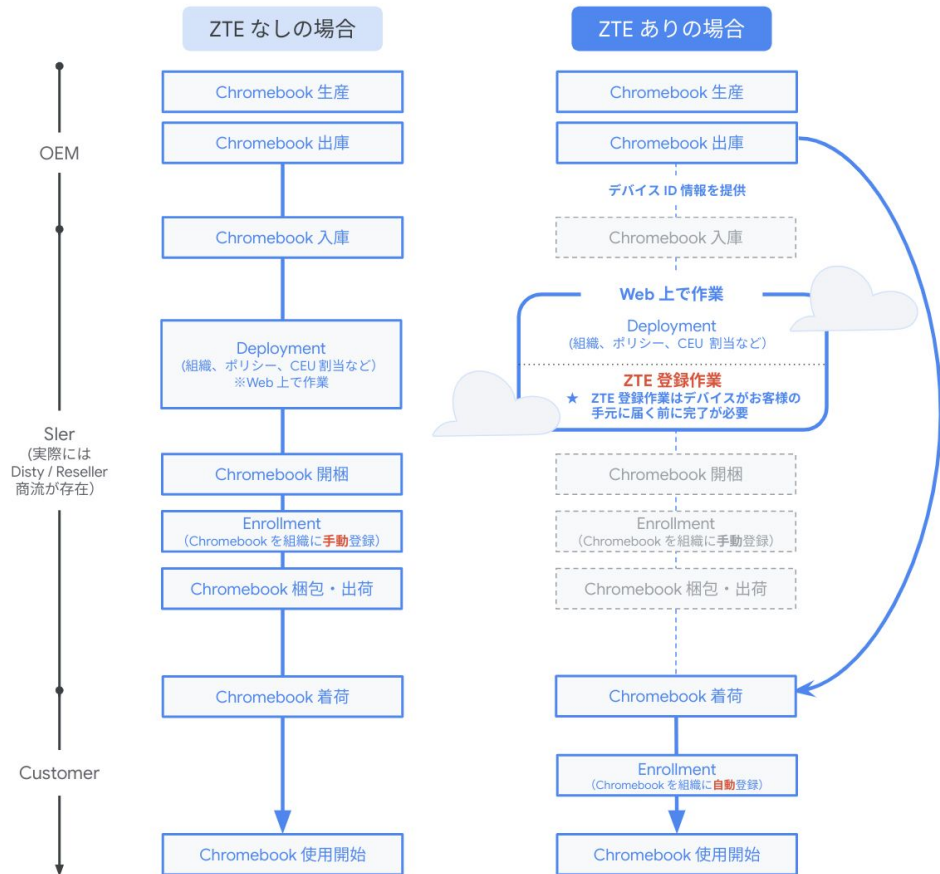 ZTE なしの場合
ZTE ありの場合
OEM
SIer
(実際には
Disty / Reseller
商流が存在)
Customer
Chromebook 生産
Chromebook 出庫
Chromebook 入庫
Deployment
(組織、ポリシー、CEU 割当など)
※Web 上で作業
Chromebook 開梱
Enrollment
(Chromebook を組織に手動登録)
Chromebook 梱包・出荷
Chromebook 着荷
Chromebook 使用開始
Chromebook 生産
Chromebook 出庫
デバイス ID 情報を提供
Chromebook 入庫
Web 上で作業
Deployment
(組織、ポリシー、CEU 割当など)
ZTE 登録作業
★ ZTE 登録作業はデバイスがお客様の
手元に届く前に完了が必要
Chromebook 開梱
Enrollment
(Chromebook を組織に手動登録)
Chromebook 梱包・出荷
Chromebook 着荷
Enrollment
(Chromebook を組織に自動登録)
Chromebook 使用開始